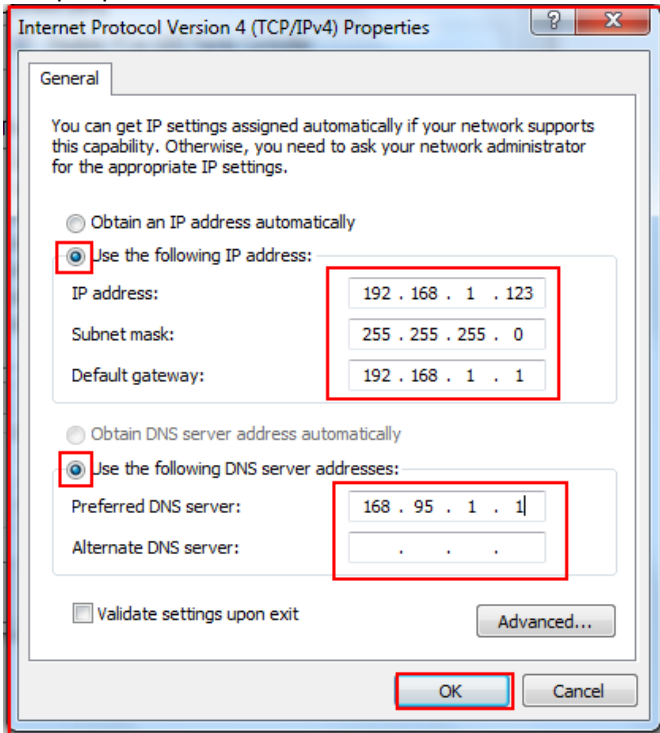 Internet Protocol Version 4 (TCP/IPv4) Properties
General
You can get IP settings assigned automatically if your network supports
this capability. Otherwise, you need to ask your network administrator
for the appropriate IP settings.
Obtain an IP address automatically
Use the following IP address:
IP address: 192 . 168 . 1 . 123
Subnet mask: 255 . 255 . 255 . 0
Default gateway: 192 . 168 . 1 . 1
Obtain DNS server address automatically
Use the following DNS server addresses:
Preferred DNS server: 168 . 95 . 1 . 1
Alternate DNS server: . . .
Validate settings upon exit
Advanced...
OK Cancel